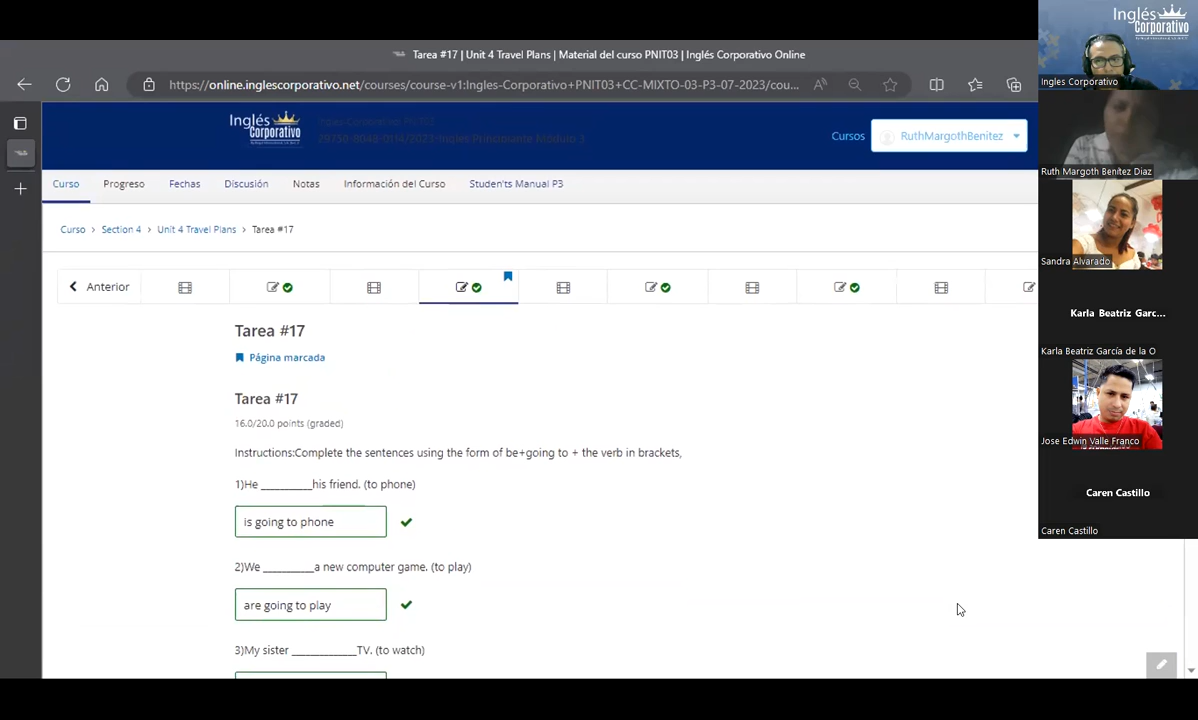 Tarea #17 | Unit 4 Travel Plans | Material del curso PNIT03 | Inglés Corporativo Online
https://online.inglescorporativo.net/courses/course-v1:Ingles-Corporativo+PNIT03+CC-MIXTO-03-P3-07-2023/cou...
Inglés
Corporativo
Cursos
RuthMargothBenitez
Curso
Progreso
Fechas
Discusión
Notas
Información del Curso
Studen'ts Manual P3
Curso > Section 4 > Unit 4 Travel Plans > Tarea #17
Anterior
Tarea #17
Página marcada
Tarea #17
16.0/20.0 points (graded)
Instructions:Complete the sentences using the form of be+going to + the verb in brackets,
1)He __________his friend. (to phone)
is going to phone
2)We __________a new computer game. (to play)
are going to play
3)My sister _____________TV. (to watch)
Inglés
Corporativo
Ingles Corporativo
Ruth Margoth Benítez Diaz
Sandra Alvarado
Karla Beatriz Garc...
Karla Beatriz García de la O
Jose Edwin Valle Franco
Caren Castillo
Caren Castillo